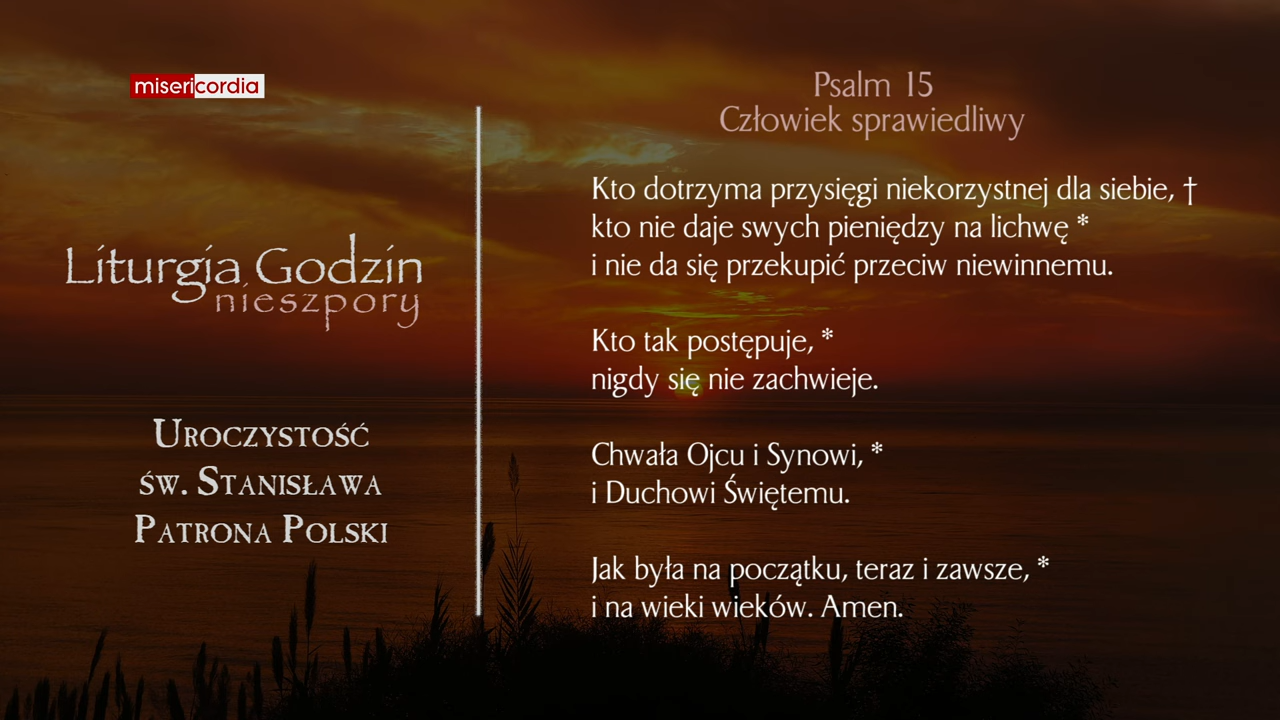 misericordia
Liturgia Godzin
nieszpory
Uroczystość
św. Stanisława
Patrona Polski
Psalm 15
Człowiek sprawiedliwy
Kto dotrzyma przysięgi niekorzystnej dla siebie, †
kto nie daje swych pieniędzy na lichwę *
i nie da się przekupić przeciw niewinnemu.
Kto tak postępuje, *
nigdy się nie zachwieje.
Chwała Ojcu i Synowi, *
i Duchowi Świętemu.
Jak była na początku, teraz i zawsze, *
i na wieki wieków. Amen.